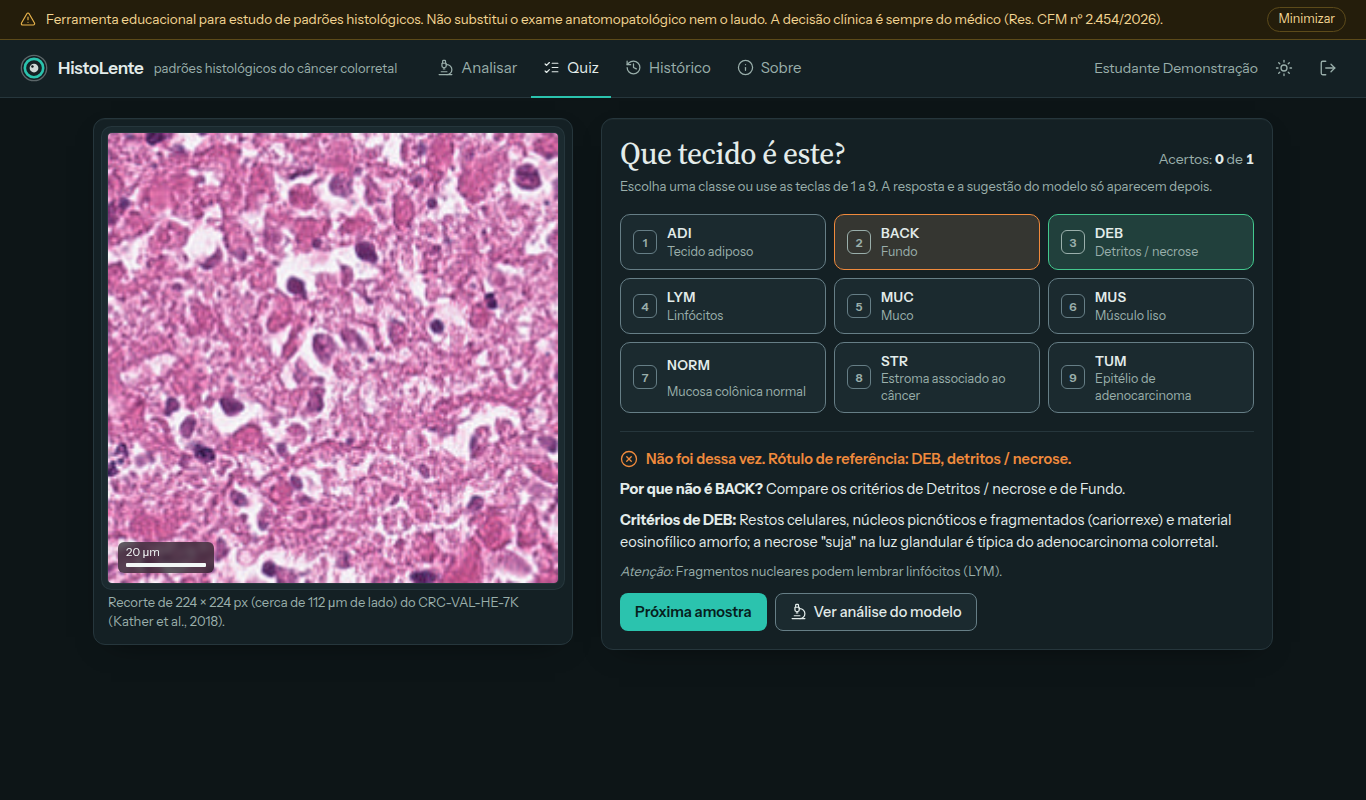 Ferramenta educacional para estudo de padrões histológicos. Não substitui o exame anatomopatológico nem o laudo. A decisão clínica é sempre do médico (Res. CFM nº 2.454/2026).
Minimizar
HistoLente
padrões histológicos do câncer colorretal
Analisar
Quiz
Histórico
Sobre
Estudante Demonstração
20 µm
Recorte de 224 × 224 px (cerca de 112 µm de lado) do CRC-VAL-HE-7K
(Kather et al., 2018).
Que tecido é este?
Acertos: 0 de 1
Escolha uma classe ou use as teclas de 1 a 9. A resposta e a sugestão do modelo só aparecem depois.
1
ADI
Tecido adiposo
2
BACK
Fundo
3
DEB
Detritos / necrose
4
LYM
Linfócitos
5
MUC
Muco
6
MUS
Músculo liso
7
NORM
Mucosa colônica normal
8
STR
Estroma associado ao
câncer
9
TUM
Epitélio de
adenocarcinoma
Não foi dessa vez. Rótulo de referência: DEB, detritos / necrose.
Por que não é BACK? Compare os critérios de Detritos / necrose e de Fundo.
Critérios de DEB: Restos celulares, núcleos picnóticos e fragmentados (cariorrexe) e material
eosinofílico amorfo; a necrose "suja" na luz glandular é típica do adenocarcinoma colorretal.
Atenção: Fragmentos nucleares podem lembrar linfócitos (LYM).
Próxima amostra
Ver análise do modelo